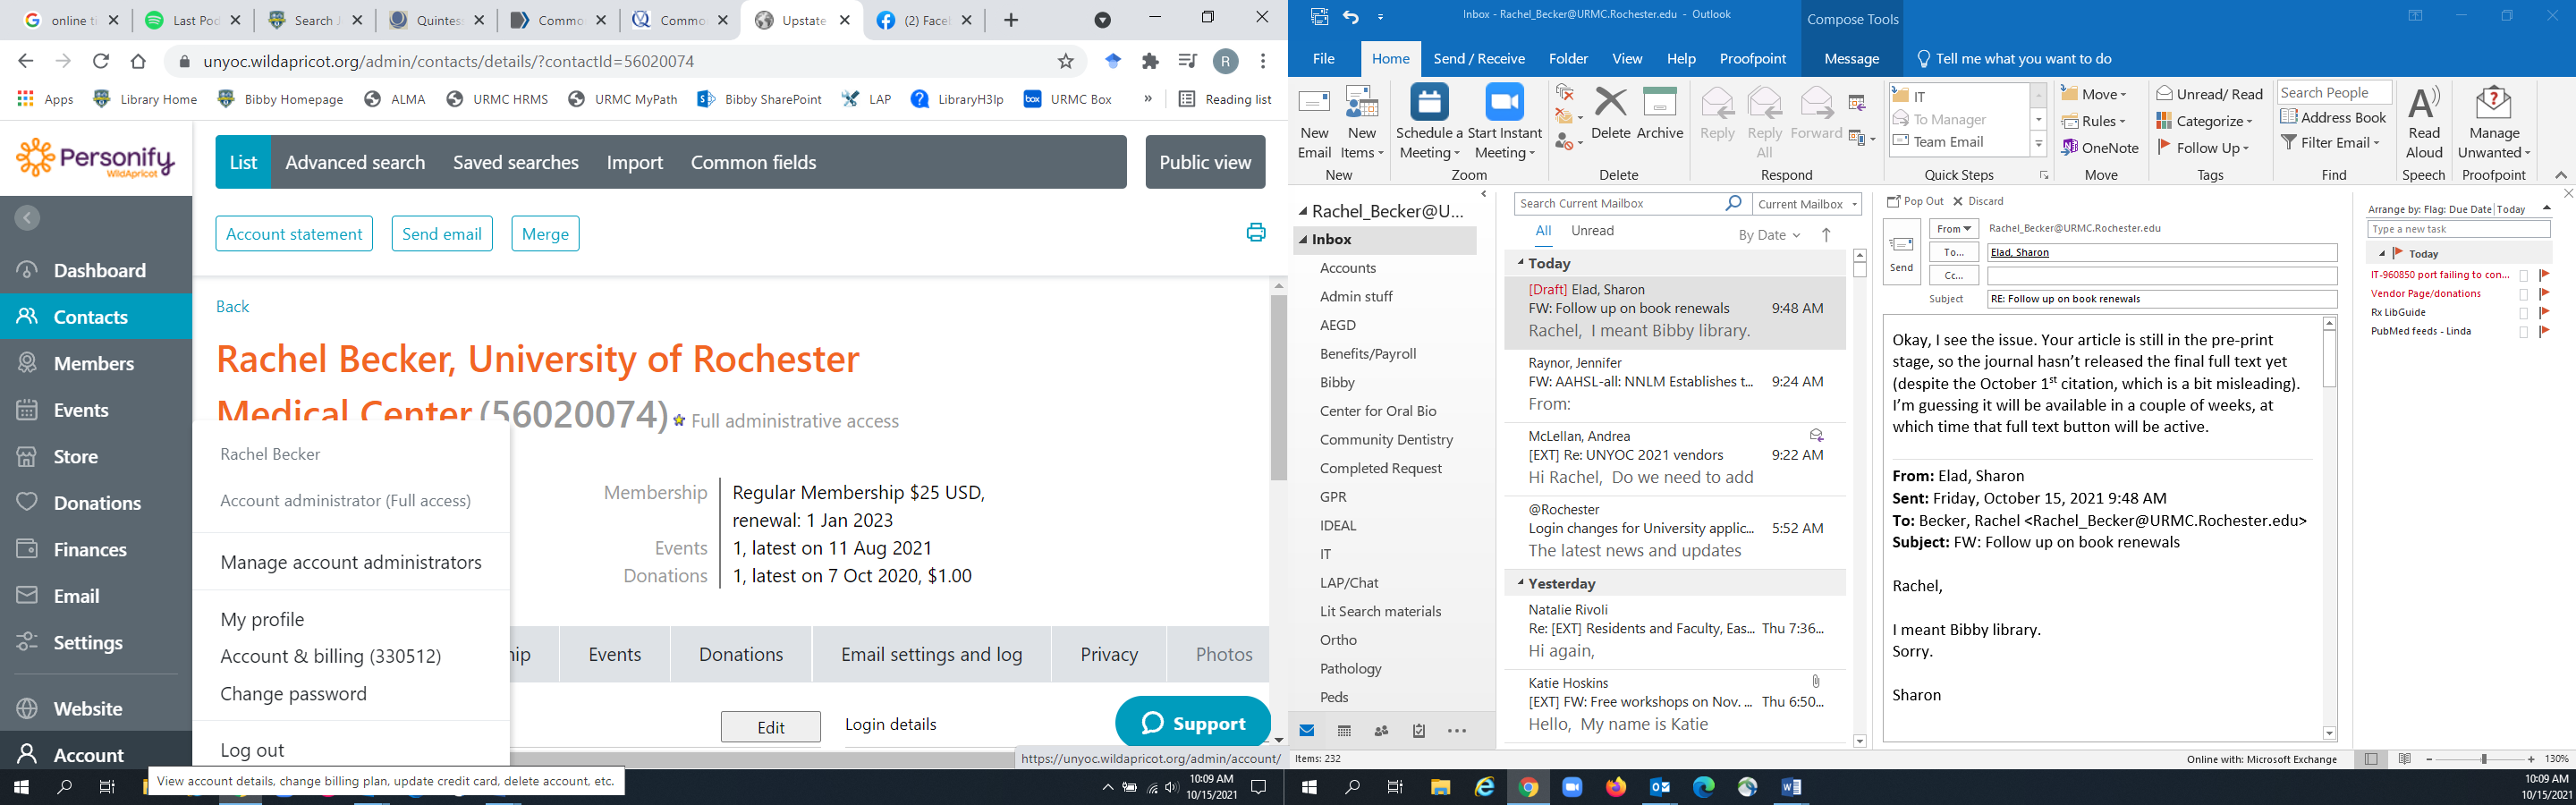 online ti
Last Pod
Search J
Quintes
Commo
Commo
Upstate
(2) Facel
unyoc.wildapricot.org/admin/contacts/details/?contactId=56020074
R
Apps
Library Home
Bibby Homepage
ALMA
URMC HRMS
URMC MyPath
Bibby SharePoint
LAP
LibraryH3lp
URMC Box
»
Reading list
Personify
WildApricot
List
Advanced search
Saved searches
Import
Common fields
Public view
Account statement
Send email
Merge
Dashboard
Contacts
Members
Events
Store
Donations
Finances
Email
Settings
Website
Account
Back
Rachel Becker, University of Rochester
Medical Center (56020074) Full administrative access
Rachel Becker
Account administrator (Full access)
Manage account administrators
My profile
Account & billing (330512)
Change password
Log out
View account details, change billing plan, update credit card, delete account, etc.
Membership
Regular Membership $25 USD,
renewal: 1 Jan 2023
Events
1, latest on 11 Aug 2021
Donations
1, latest on 7 Oct 2020, $1.00
ip
Events
Donations
Email settings and log
Privacy
Photos
Edit
Login details
Support
https://unyoc.wildapricot.org/admin/account/
10:09 AM
10/15/2021
Inbox - Rachel_Becker@URMC.Rochester.edu - Outlook
Compose Tools
File
Home
Send / Receive
Folder
View
Help
Proofpoint
Message
Tell me what you want to do
New
Email
New
Items
New
Schedule a
Meeting
Start Instant
Meeting
Zoom
Delete
Archive
Delete
Reply
Reply
All
Forward
Respond
IT
To Manager
Team Email
Quick Steps
Move
Rules
OneNote
Move
Unread/ Read
Categorize
Follow Up
Tags
Search People
Address Book
Filter Email
Find
Read
Aloud
Speech
Manage
Unwanted
Proofpoint
Rachel_Becker@U...
Inbox
Accounts
Admin stuff
AEGD
Benefits/Payroll
Bibby
Center for Oral Bio
Community Dentistry
Completed Request
GPR
IDEAL
IT
LAP/Chat
Lit Search materials
Ortho
Pathology
Peds
Items: 232
Search Current Mailbox
Current Mailbox
All
Unread
By Date
Today
[Draft] Elad, Sharon
FW: Follow up on book renewals
9:48 AM
Rachel, I meant Bibby library.
Raynor, Jennifer
FW: AAHSL-all: NNLM Establishes t...
9:24 AM
From:
McLellan, Andrea
[EXT] Re: UNYOC 2021 vendors
9:22 AM
Hi Rachel, Do we need to add
@Rochester
Login changes for University applic...
5:52 AM
The latest news and updates
Yesterday
Natalie Rivoli
Re: [EXT] Residents and Faculty, Eas...
Thu 7:36...
Hi again,
Katie Hoskins
[EXT] FW: Free workshops on Nov. ...
Thu 6:50...
Hello, My name is Katie
Pop Out
Discard
Send
From
Rachel_Becker@URMC.Rochester.edu
To...
Elad, Sharon
Cc...
Subject
RE: Follow up on book renewals
Okay, I see the issue. Your article is still in the pre-print
stage, so the journal hasn't released the final full text yet
(despite the October 1st citation, which is a bit misleading).
I'm guessing it will be available in a couple of weeks, at
which time that full text button will be active.
From: Elad, Sharon
Sent: Friday, October 15, 2021 9:48 AM
To: Becker, Rachel <Rachel_Becker@URMC.Rochester.edu>
Subject: FW: Follow up on book renewals
Rachel,
I meant Bibby library.
Sorry.
Sharon
Arrange by: Flag: Due Date
Today
Type a new task
Today
IT-960850 port failing to con...
Vendor Page/donations
Rx LibGuide
PubMed feeds - Linda
Online with: Microsoft Exchange
130%
10:09 AM
10/15/2021